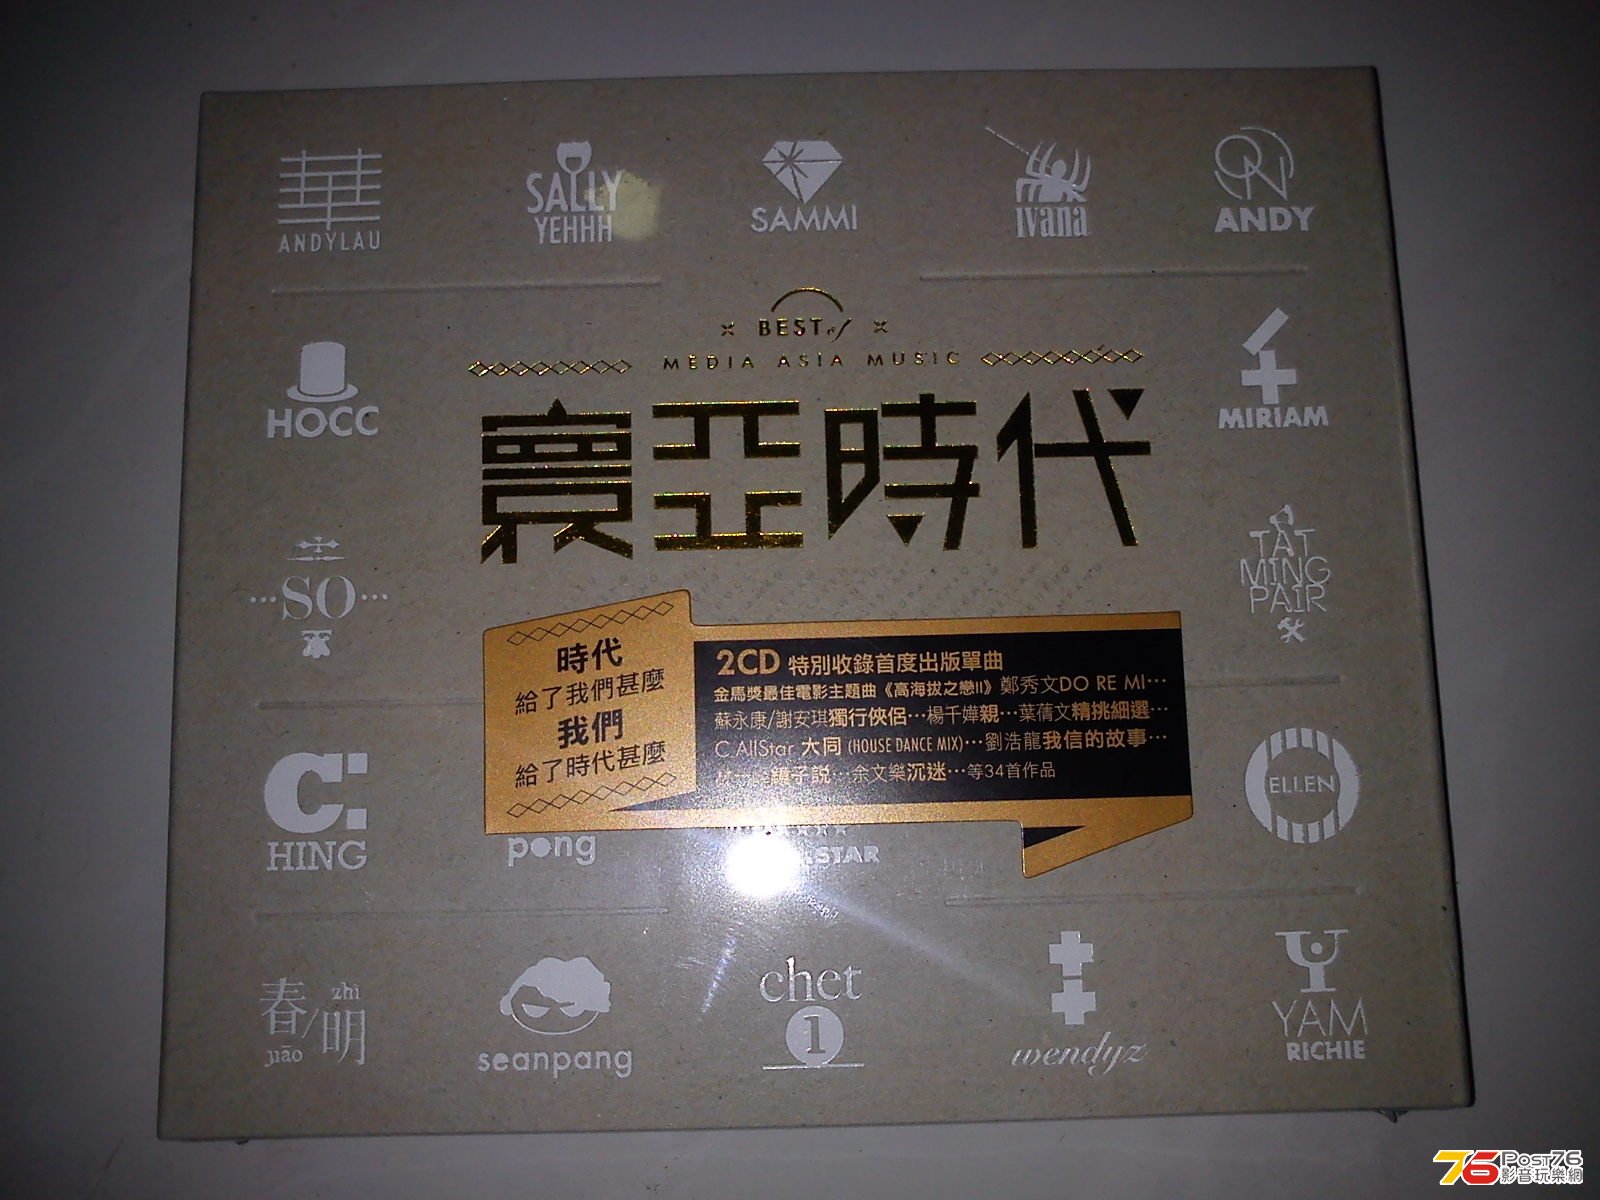 華
ANDYLAU
SALLY
YEHHH
SAMMI
ivana
ANDY
BEST of
MEDIA ASIA MUSIC
HOCC
MIRIAM
寰亞時代
SO
TAT
MING
PAIR
時代
給了我們甚麼
我們
給了時代甚麼
2CD 特別收錄首度出版單曲
金馬獎最佳電影主題曲《高海拔之戀II》鄭秀文DO RE MI…
蘇永康/謝安琪獨行俠侶…楊千嬅親…葉蒨文精挑細選…
C AllStar 大同 (HOUSE DANCE MIX)…劉浩龍我信的故事…
鏡子說…余文樂沉迷…等34首作品
C:
HING
pong
STAR
ELLEN
春/明
zhì
jiāo
seanpang
chet
1
wendyz
YAM
RICHIE
76 Post76
影音玩樂網